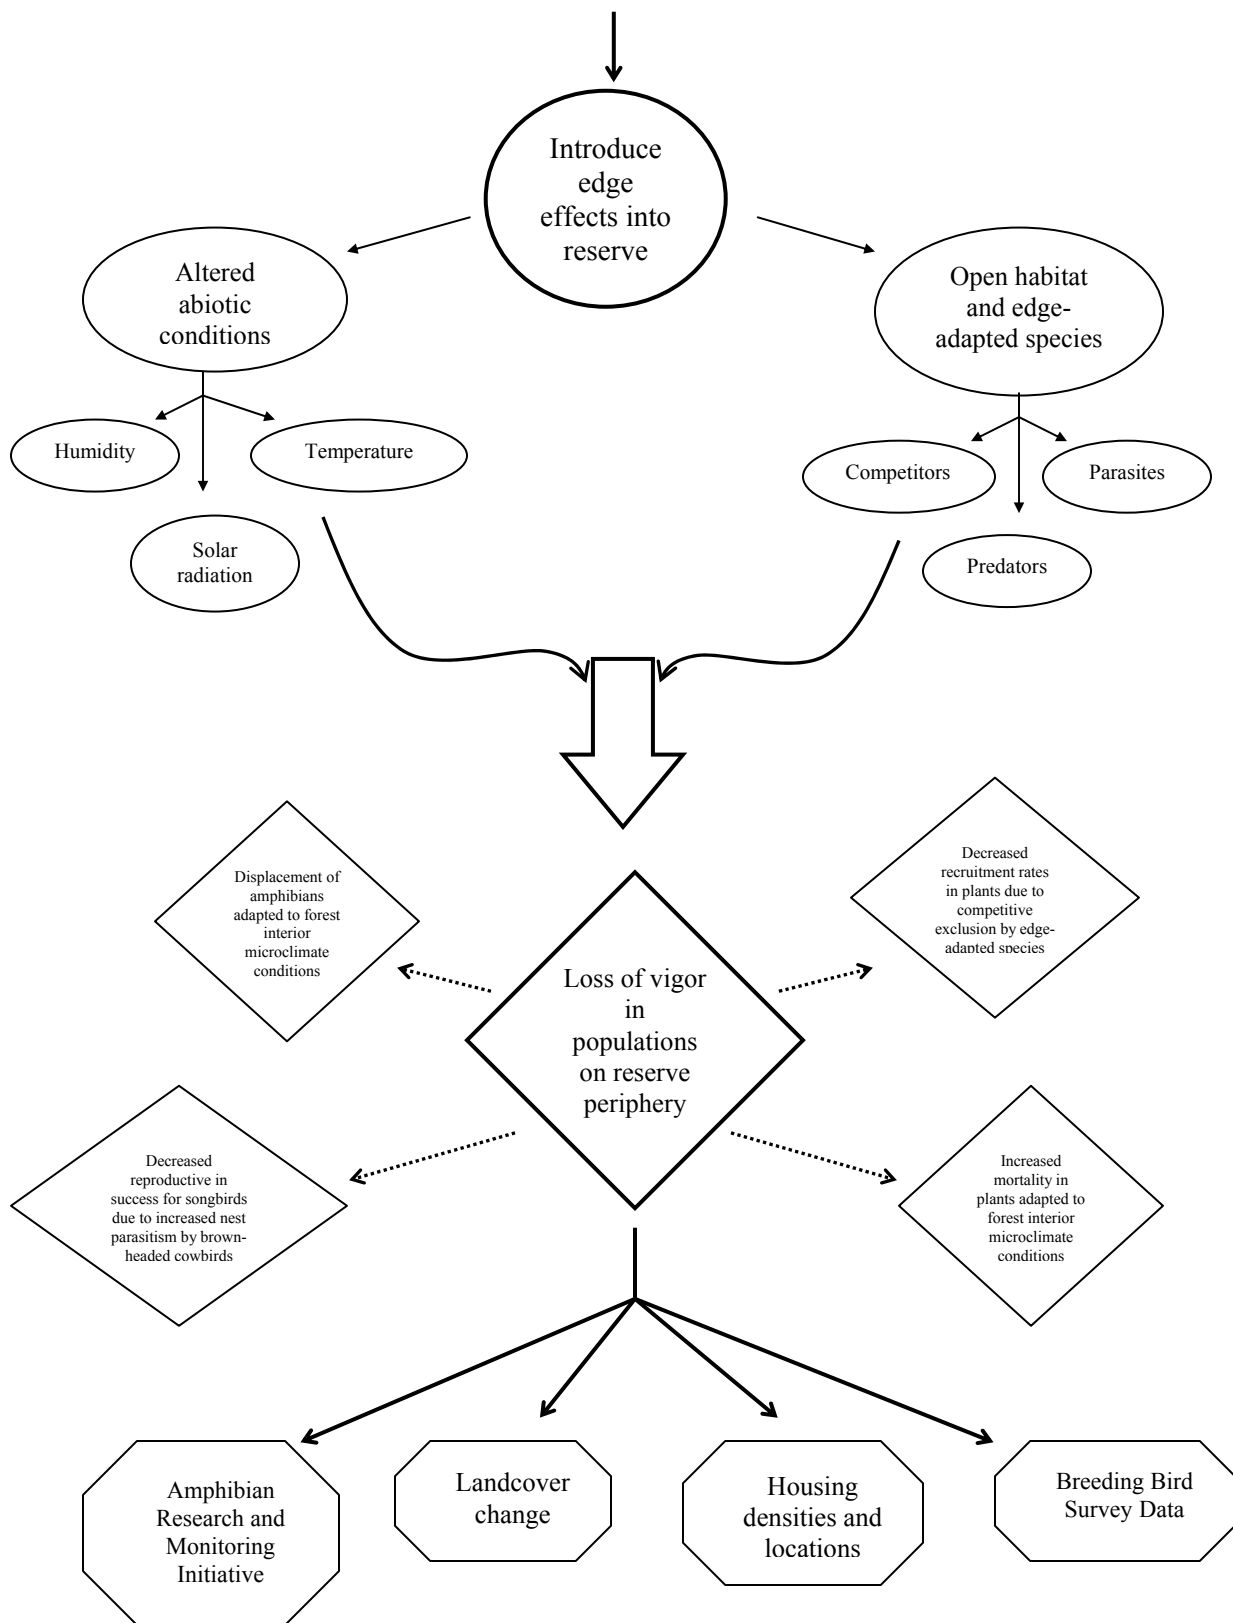 Introduce
edge
effects into
reserve
Altered
abiotic
conditions
Open habitat
and edge-
adapted species
Humidity
Temperature
Solar
radiation
Competitors
Parasites
Predators
Displacement of
amphibians
adapted to forest
interior
microclimate
conditions
Decreased
recruitment rates
in plants due to
competitive
exclusion by edge-
adapted species
Loss of vigor
in
populations
on reserve
periphery
Decreased
reproductive in
success for songbirds
due to increased nest
parasitism by brown-
headed cowbirds
Increased
mortality in
plants adapted to
forest interior
microclimate
conditions
Amphibian
Research and
Monitoring
Initiative
Landcover
change
Housing
densities and
locations
Breeding Bird
Survey Data